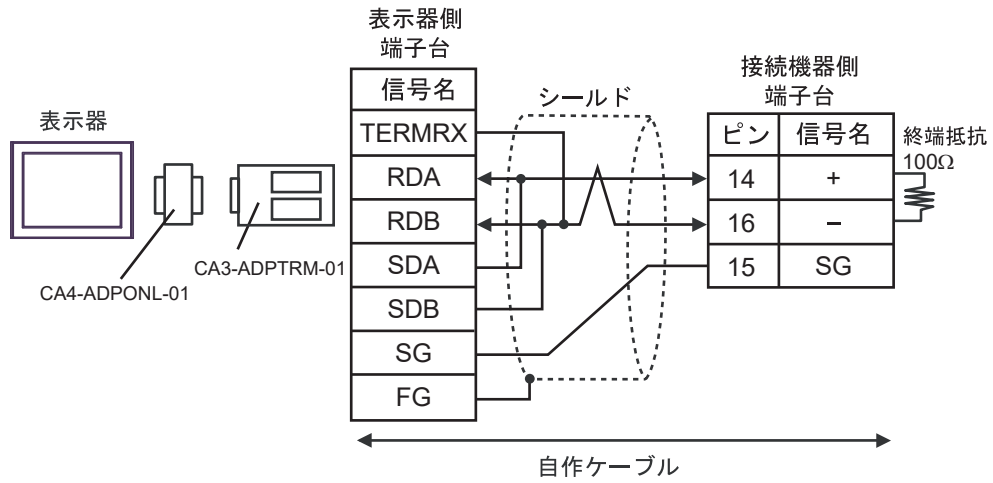 表示器
CA4-ADPONL-01
CA3-ADPTRM-01
表示器側
端子台
信号名
TERMRX
RDA
RDB
SDA
SDB
SG
FG
シールド
接続機器側
端子台
ピン 信号名
14 +
16 −
15 SG
終端抵抗
100Ω
自作ケーブル